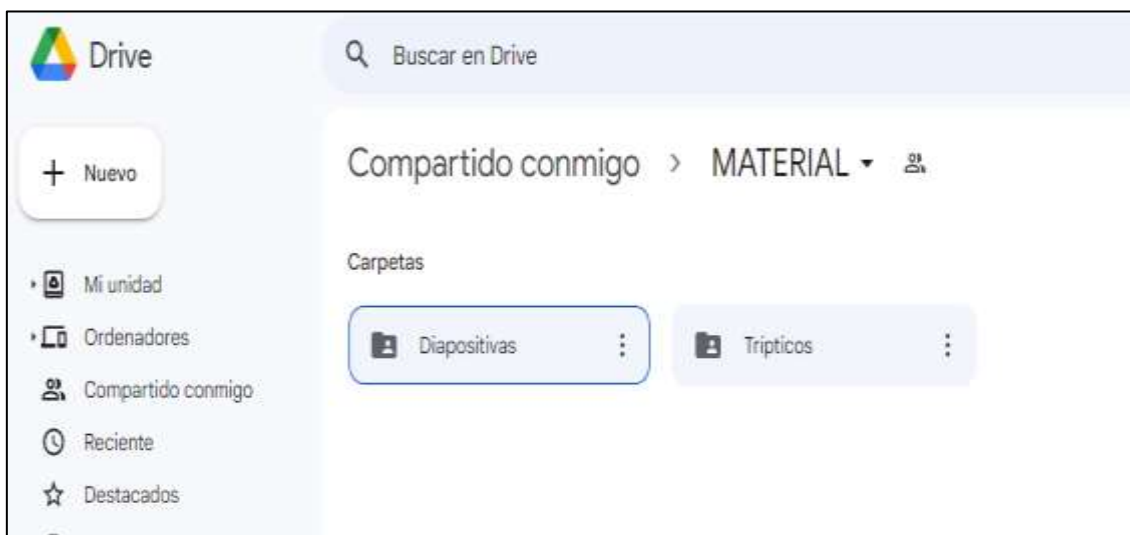 Drive
Buscar en Drive
Nuevo
Compartido conmigo > MATERIAL
Carpetas
Diapositivas
Tripticos
Mi unidad
Ordenadores
Compartido conmigo
Reciente
Destacados